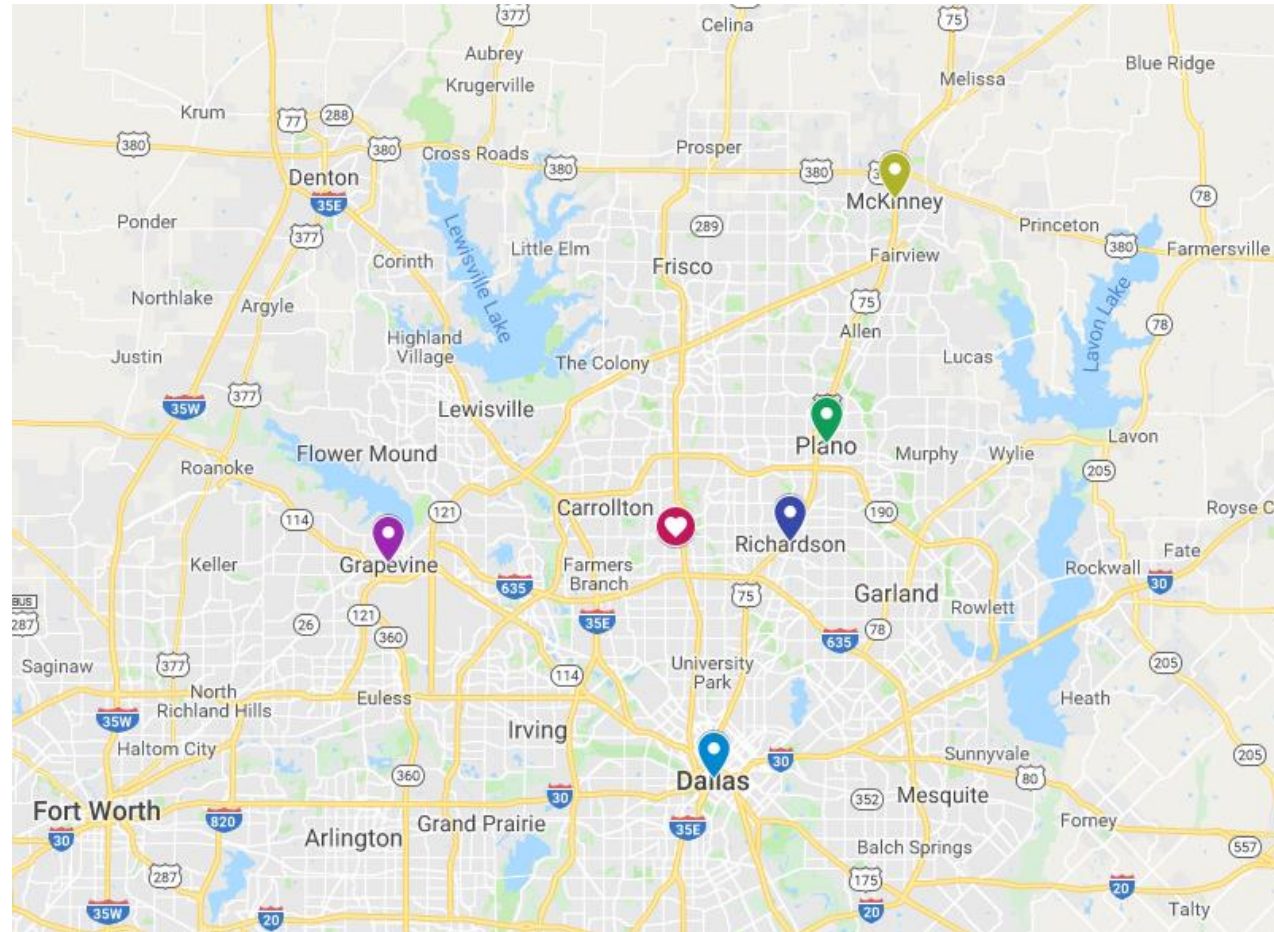 377
Celina
75
Aubrey
Blue Ridge
Krugerville
Melissa
Krum
77
288
380
380
Cross Roads
380
Prosper
380
Denton
35E
McKinney
78
Ponder
377
289
Princeton
380
Farmersville
Lewisville Lake
Little Elm
Corinth
Frisco
Fairview
Northlake
Argyle
75
Lavon Lake
78
Highland
Village
Allen
Justin
The Colony
Lucas
377
35W
Lewisville
Plano
Lavon
Flower Mound
Murphy
Wylie
Roanoke
205
Carrollton
121
190
Royse C
114
Richardson
Grapevine
Keller
Farmers
Branch
Fate
Rockwall
30
635
75
Garland
Rowlett
BUS
287
121
26
360
35E
78
635
Saginaw
377
University
Park
114
205
North
Richland Hills
Euless
Heath
35W
Irving
Haltom City
Sunnyvale
205
30
Dallas
360
80
30
352
Mesquite
Fort Worth
820
Grand Prairie
Forney
30
Arlington
35E
Balch Springs
557
287
175
20
35W
20
20
Talty